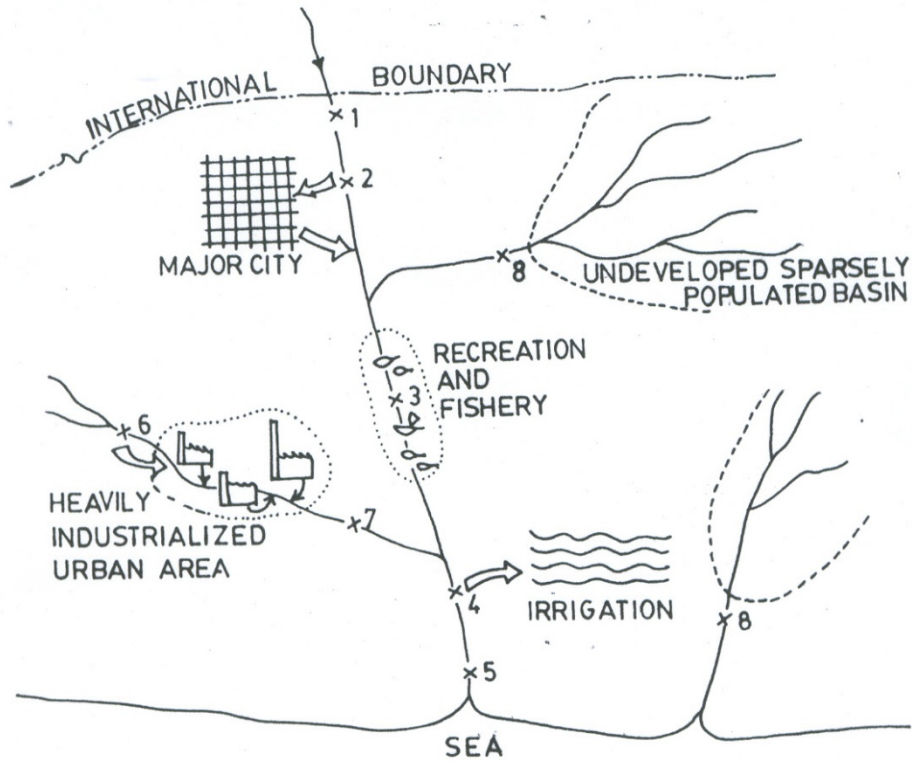 INTERNATIONAL BOUNDARY
1
2
MAJOR CITY
8
UNDEVELOPED SPARSELY
POPULATED BASIN
RECREATION
AND
FISHERY
3
6
HEAVILY
INDUSTRIALIZED
URBAN AREA
7
4
IRRIGATION
8
5
SEA